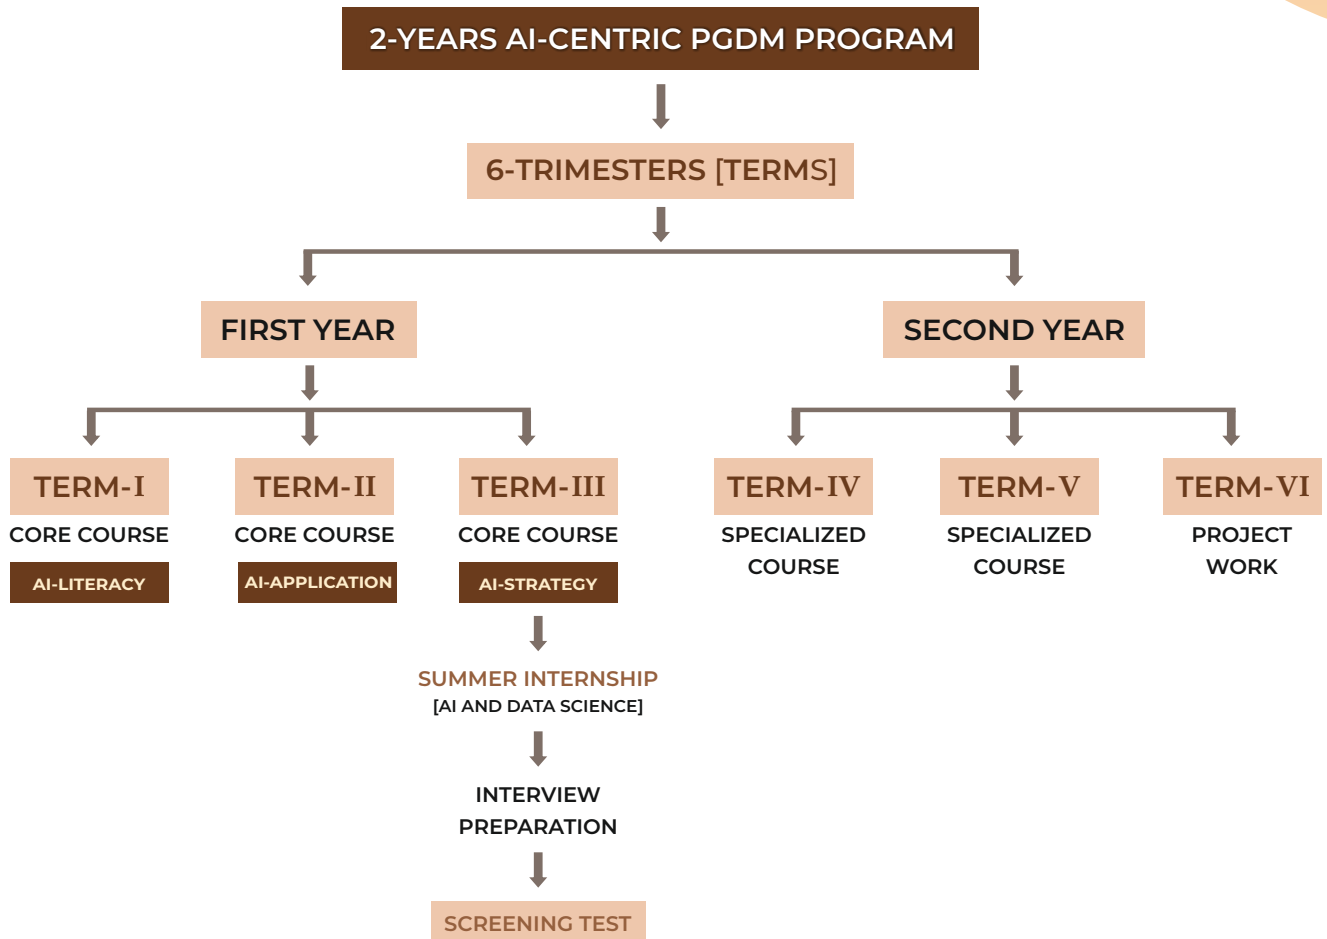 2-YEARS AI-CENTRIC PGDM PROGRAM
6-TRIMESTERS [TERMS]
FIRST YEAR
SECOND YEAR
TERM-I
TERM-II
TERM-III
TERM-IV
TERM-V
TERM-VI
CORE COURSE
CORE COURSE
CORE COURSE
SPECIALIZED
COURSE
SPECIALIZED
COURSE
PROJECT
WORK
AI-LITERACY
AI-APPLICATION
AI-STRATEGY
SUMMER INTERNSHIP
[AI AND DATA SCIENCE]
INTERVIEW
PREPARATION
SCREENING TEST